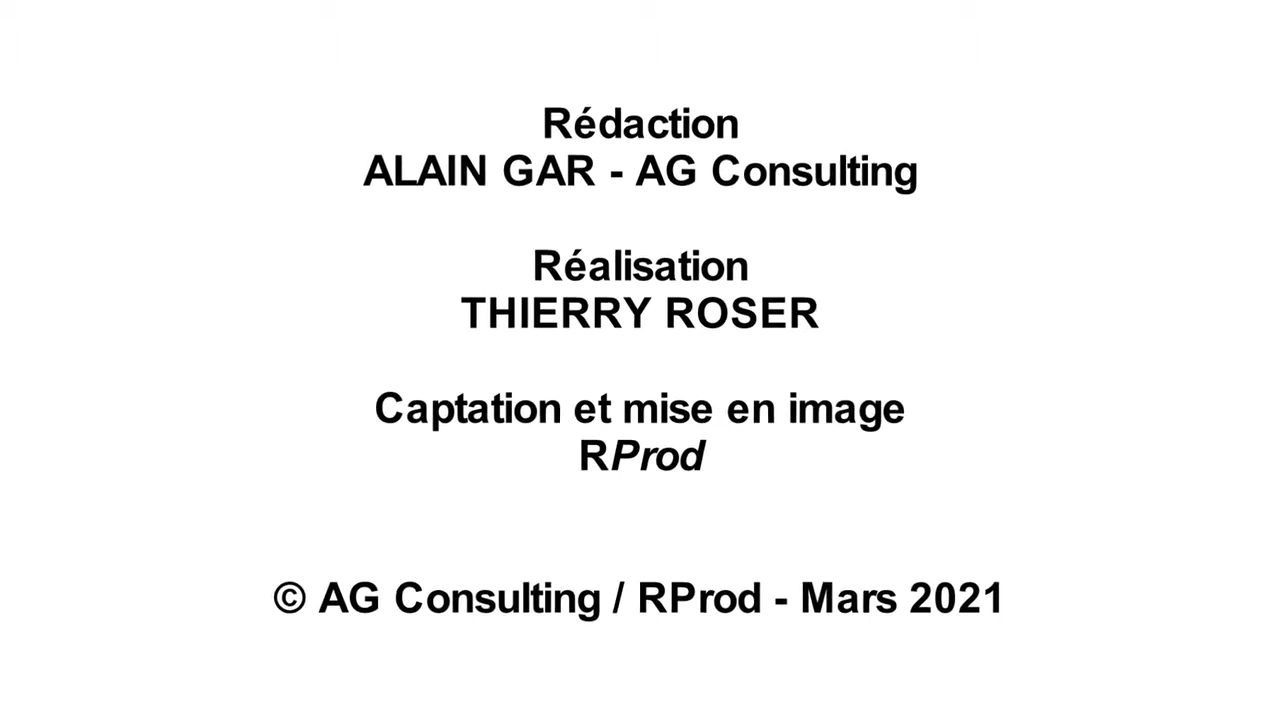 Rédaction
ALAIN GAR - AG Consulting
Réalisation
THIERRY ROSER
Captation et mise en image
RProd
© AG Consulting / RProd - Mars 2021